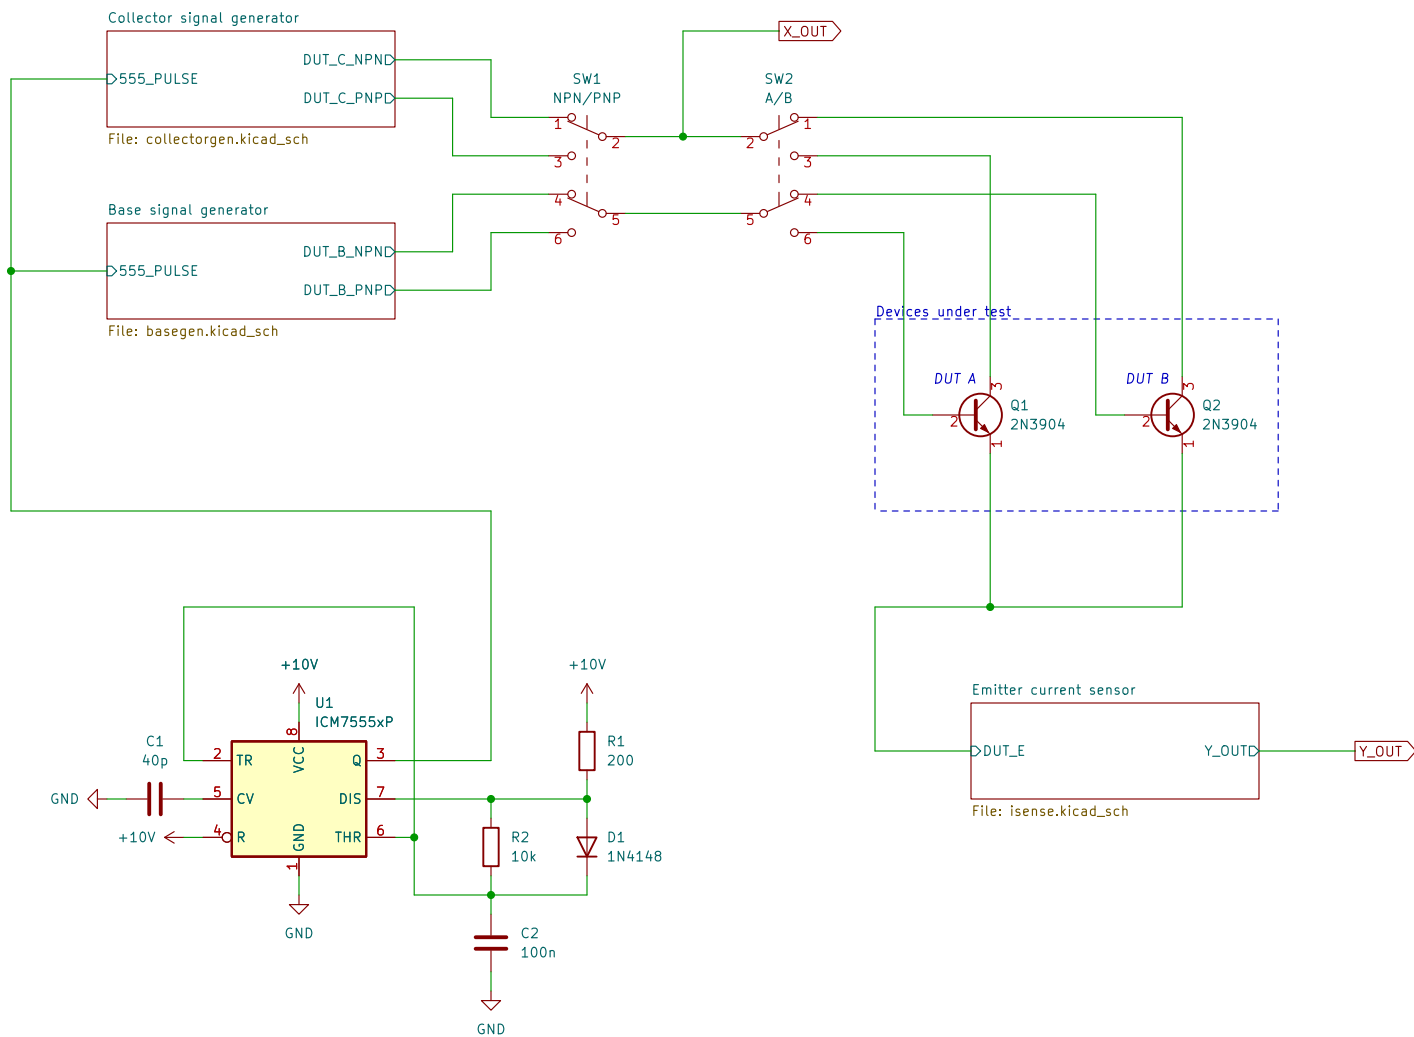 Collector signal generator
555_PULSE
DUT_C_NPN
DUT_C_PNP
File: collectorgen.kicad_sch
X_OUT
SW1
NPN/PNP
1
2
3
4
5
6
SW2
A/B
1
2
3
4
5
6
Base signal generator
555_PULSE
DUT_B_NPN
DUT_B_PNP
File: basegen.kicad_sch
Devices under test
DUT A
3
Q1
2N3904
2
1
DUT B
3
Q2
2N3904
2
1
+10V
U1
ICM7555xP
8
VCC
2
TR
Q
3
C1
40p
GND
5
CV
DIS
7
+10V
4
R
GND
THR
6
1
GND
+10V
R1
200
R2
10k
D1
1N4148
C2
100n
GND
Emitter current sensor
DUT_E
Y_OUT
Y_OUT
File: isense.kicad_sch